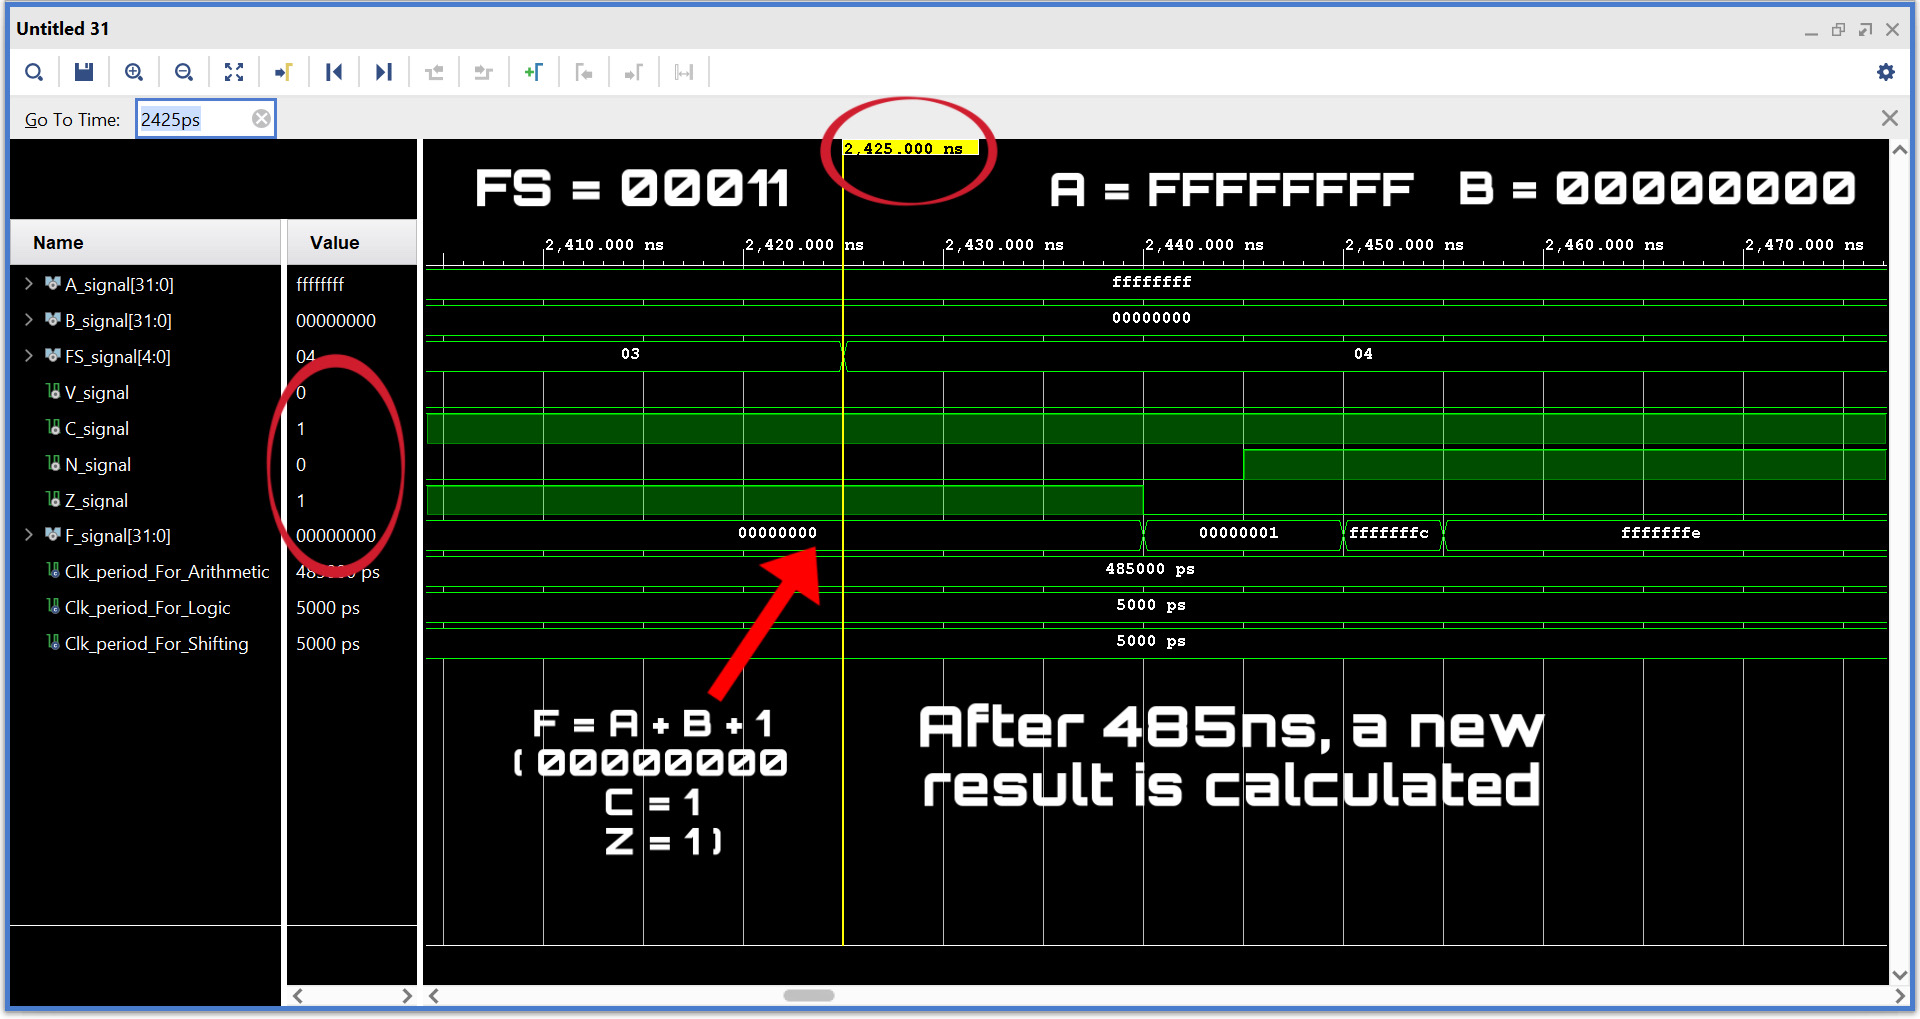 Untitled 31
Go To Time: 2425ps
2,425.000 ns
FS = 00011
A = FFFFFFFF B = 00000000
Name Value
2,410.000 ns 2,420.000 ns 2,430.000 ns 2,440.000 ns 2,450.000 ns 2,460.000 ns 2,470.000 ns
A_signal[31:0] ffffffff ffffffff
B_signal[31:0] 00000000 00000000
FS_signal[4:0] 04 03 04
V_signal 0
C_signal 1
N_signal 0
Z_signal 1
F_signal[31:0] 00000000 00000000 00000001 fffffffc fffffffe
Clk_period_For_Arithmetic 485000 ps 485000 ps
Clk_period_For_Logic 5000 ps 5000 ps
Clk_period_For_Shifting 5000 ps 5000 ps
F = A + B + 1
( 00000000
C = 1
Z = 1 )
After 485ns, a new
result is calculated